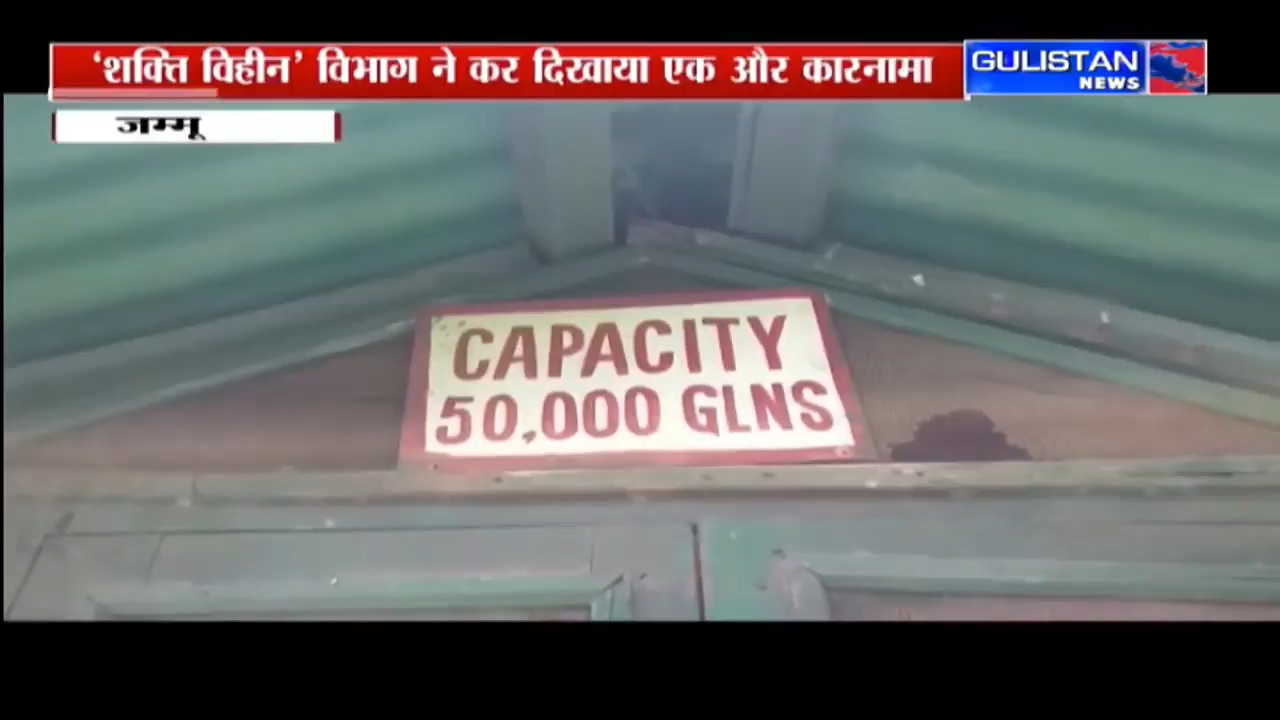 ‘शक्ति विहीन’ विभाग ने कर दिखाया एक और कारनामा
GULISTAN
NEWS
जम्मू
CAPACITY
50,000 GLNS